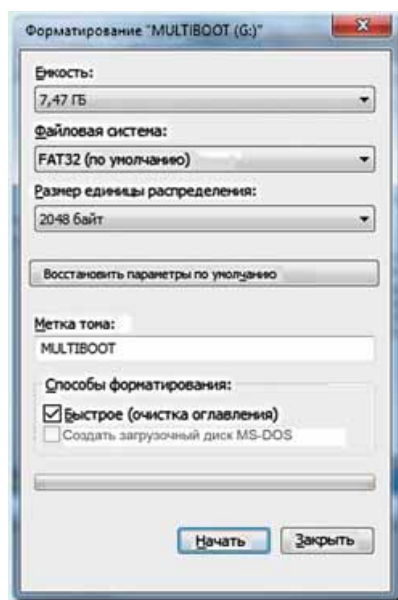 Форматирование "MULTIBOOT (G:)"
Емкость:
7,47 ГБ
Файловая система:
FAT32 (по умолчанию)
Размер единицы распределения:
2048 байт
Восстановить параметры по умолчанию
Метка тома:
MULTIBOOT
Способы форматирования:
Быстрое (очистка оглавления)
Создать загрузочный диск MS-DOS
Начать
Закрыть